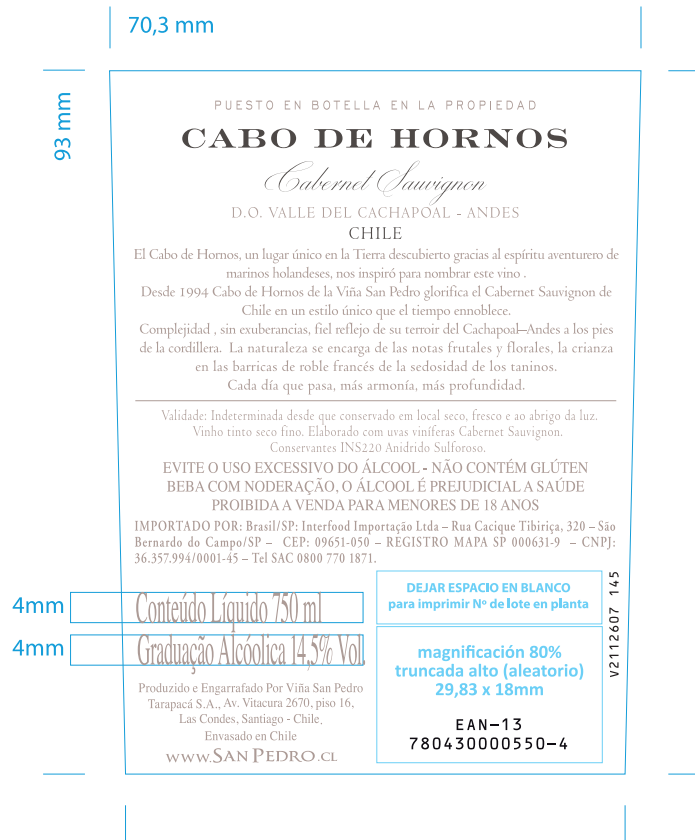 70,3 mm
93 mm
PUESTO EN BOTELLA EN LA PROPIEDAD
CABO DE HORNOS
Cabernet Sauvignon
D.O. VALLE DEL CACHAPOAL - ANDES
CHILE
El Cabo de Hornos, un lugar único en la Tierra descubierto gracias al espíritu aventurero de
marinos holandeses, nos inspiró para nombrar este vino .
Desde 1994 Cabo de Hornos de la Viña San Pedro glorifica el Cabernet Sauvignon de
Chile en un estilo único que el tiempo ennoblece.
Complejidad , sin exuberancias, fiel reflejo de su terroir del Cachapoal–Andes a los pies
de la cordillera. La naturaleza se encarga de las notas frutales y florales, la crianza
en las barricas de roble francés de la sedosidad de los taninos.
Cada día que pasa, más armonía, más profundidad.
Validade: Indeterminada desde que conservado em local seco, fresco e ao abrigo da luz.
Vinho tinto seco fino. Elaborado com uvas viníferas Cabernet Sauvignon.
Conservantes INS220 Anidrido Sulforoso.
EVITE O USO EXCESSIVO DO ÁLCOOL - NÃO CONTÉM GLÚTEN
BEBA COM NODERAÇÃO, O ÁLCOOL É PREJUDICIAL A SAÚDE
PROIBIDA A VENDA PARA MENORES DE 18 ANOS
IMPORTADO POR: Brasil/SP: Interfood Importação Ltda – Rua Cacique Tibiriça, 320 – São
Bernardo do Campo/SP – CEP: 09651-050 – REGISTRO MAPA SP 000631-9 – CNPJ:
36.357.994/0001-45 – Tel SAC 0800 770 1871.
4mm
Conteúdo Líquido 750 ml
4mm
Graduação Alcóolica 14,5% Vol.
Produzido e Engarrafado Por Viña San Pedro
Tarapacá S.A., Av. Vitacura 2670, piso 16,
Las Condes, Santiago - Chile.
Envasado en Chile
www.SAN PEDRO.CL
DEJAR ESPACIO EN BLANCO
para imprimir Nº de lote en planta
magnificación 80%
truncada alto (aleatorio)
29,83 x 18mm
EAN-13
780430000550-4
V2112607 145